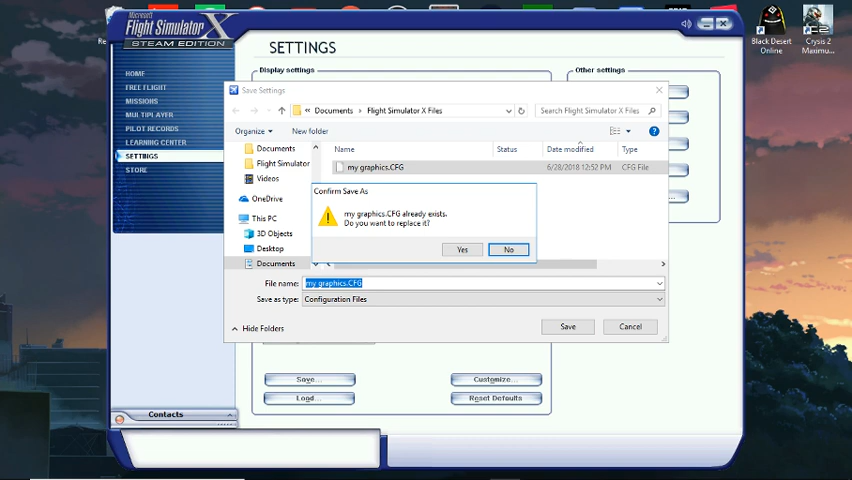 Microsoft
Flight Simulator X
STEAM EDITION
SETTINGS
Black Desert
Online
Crysis 2
Maximu...
HOME
FREE FLIGHT
MISSIONS
MULTIPLAYER
PILOT RECORDS
LEARNING CENTER
SETTINGS
STORE
Display settings
Other settings
Save Settings
Documents
Flight Simulator X Files
Search Flight Simulator X Files
Organize
New folder
Name
Status
Date modified
Type
Documents
Flight Simulator
Videos
OneDrive
This PC
3D Objects
Desktop
Documents
my graphics.CFG
6/28/2018 12:52 PM
CFG File
Confirm Save As
my graphics.CFG already exists.
Do you want to replace it?
Yes
No
File name:
my graphics.CFG
Save as type:
Configuration Files
Hide Folders
Save
Cancel
Save...
Customize...
Load...
Reset Defaults
Contacts